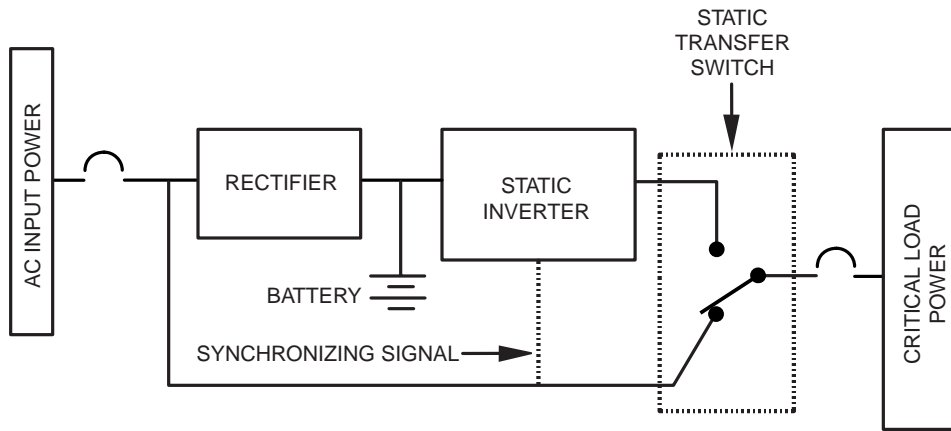 STATIC
TRANSFER
SWITCH
AC INPUT POWER
RECTIFIER
STATIC
INVERTER
BATTERY
SYNCHRONIZING SIGNAL
CRITICAL LOAD
POWER